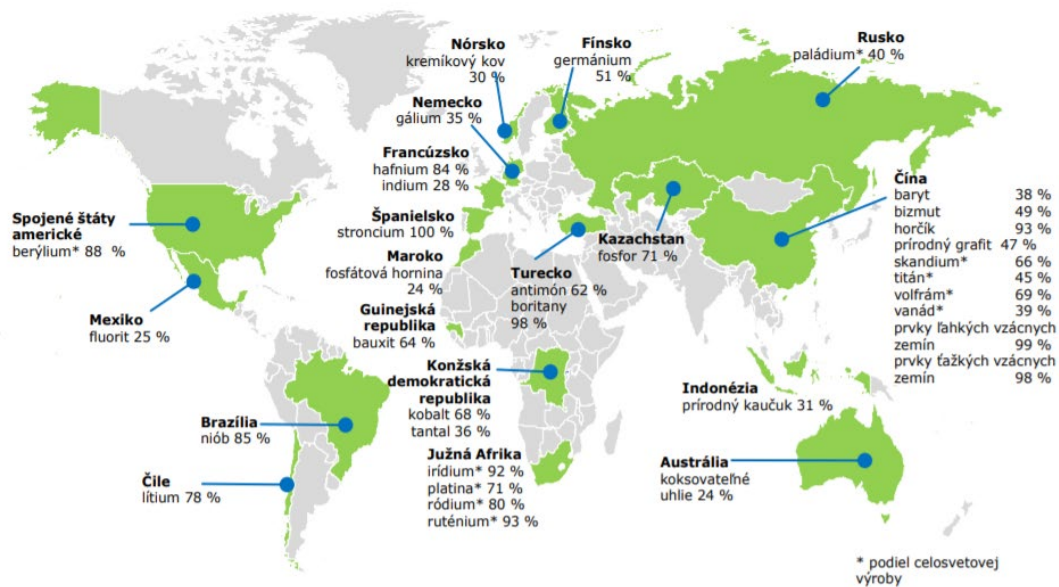 Nórsko
kremíkový kov
30 %
Fínsko
germánium
51 %
Rusko
paládium* 40 %
Nemecko
gálium 35 %
Francúzsko
hafnium 84 %
indium 28 %
Španielsko
stroncium 100 %
Maroko
fosfátová hornina
24 %
Guinejská
republika
bauxit 64 %
Turecko
antimón 62 %
boritany
98 %
Kazachstan
fosfor 71 %
Čína
baryt 38 %
bizmut 49 %
horčík 93 %
prírodný grafit 47 %
skandium* 66 %
titán* 45 %
volfrám* 69 %
vanád* 39 %
prvky ľahkých vzácnych
zemín 99 %
prvky ťažkých vzácnych
zemín 98 %
Spojené štáty
americké
berýlium* 88 %
Mexiko
fluorit 25 %
Brazília
niób 85 %
Čile
lítium 78 %
Konžská
demokratická
republika
kobalt 68 %
tantal 36 %
Južná Afrika
irídium* 92 %
platina* 71 %
ródium* 80 %
ruténium* 93 %
Indonézia
prírodný kaučuk 31 %
Austrália
koksovateľné
uhlie 24 %
* podiel celosvetovej
výroby